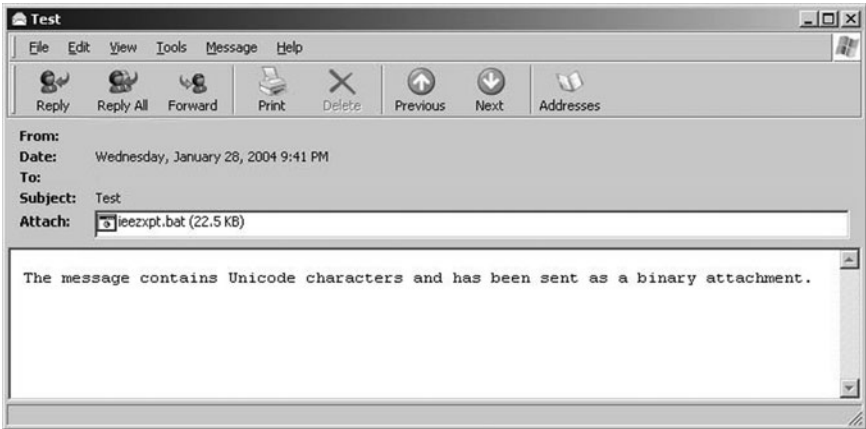 Test
File Edit View Tools Message Help
Reply Reply All Forward Print Delete Previous Next Addresses
From:
Date: Wednesday, January 28, 2004 9:41 PM
To:
Subject: Test
Attach: ieezxpt.bat (22.5 KB)
The message contains Unicode characters and has been sent as a binary attachment.